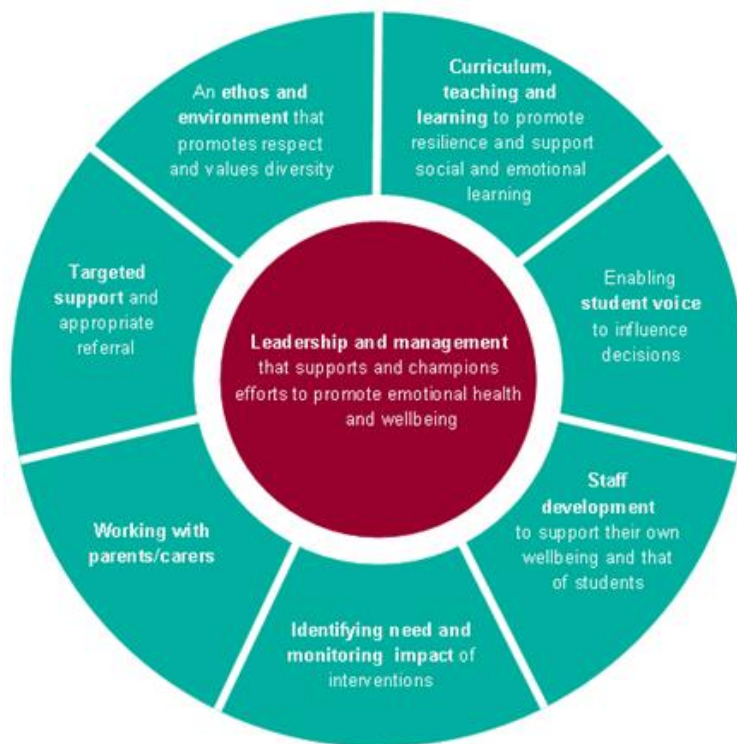 An ethos and
environment that
promotes respect
and values diversity
Curriculum,
teaching and
learning to promote
resilience and support
social and emotional
learning
Enabling
student voice
to influence
decisions
Staff
development
to support their own
wellbeing and that
of students
Identifying need and
monitoring impact of
interventions
Working with
parents/carers
Targeted
support and
appropriate
referral
Leadership and management
that supports and champions
efforts to promote emotional health
and wellbeing